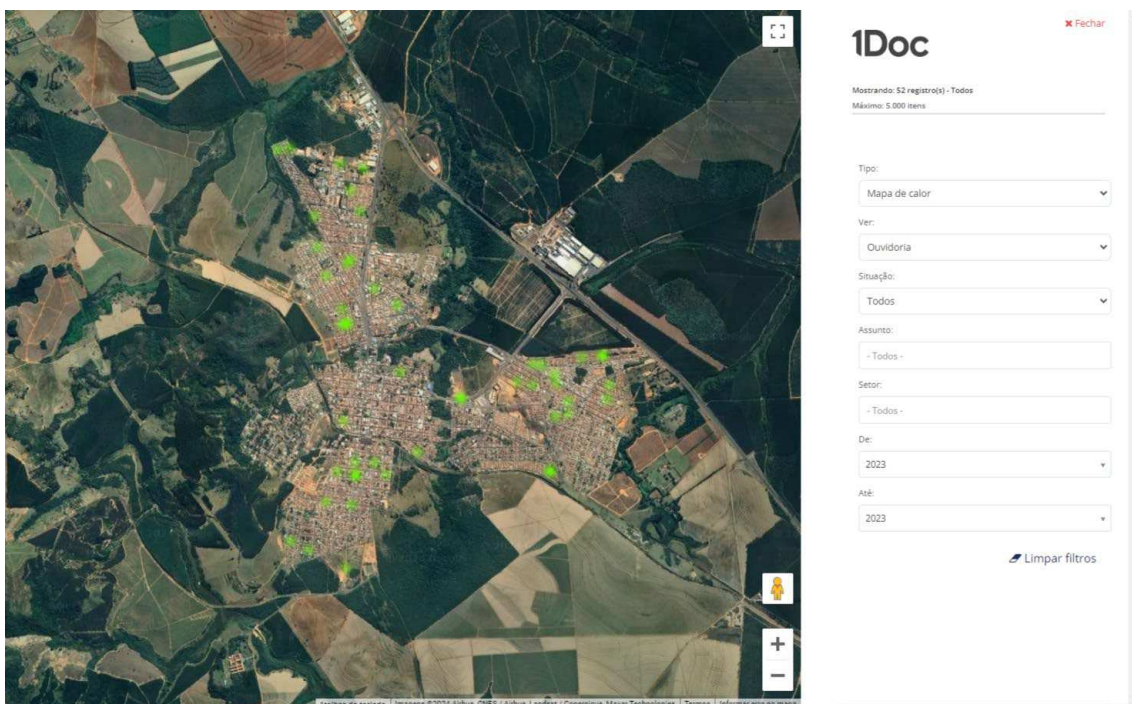 ✖ Fechar
1Doc
Mostrando: 52 registro(s) - Todos
Máximo: 5.000 itens
Tipo:
Mapa de calor
Ver:
Ouvidoria
Situação:
Todos
Assunto:
- Todos -
Setor:
- Todos -
De:
2023
Até:
2023
Limpar filtros
+
−